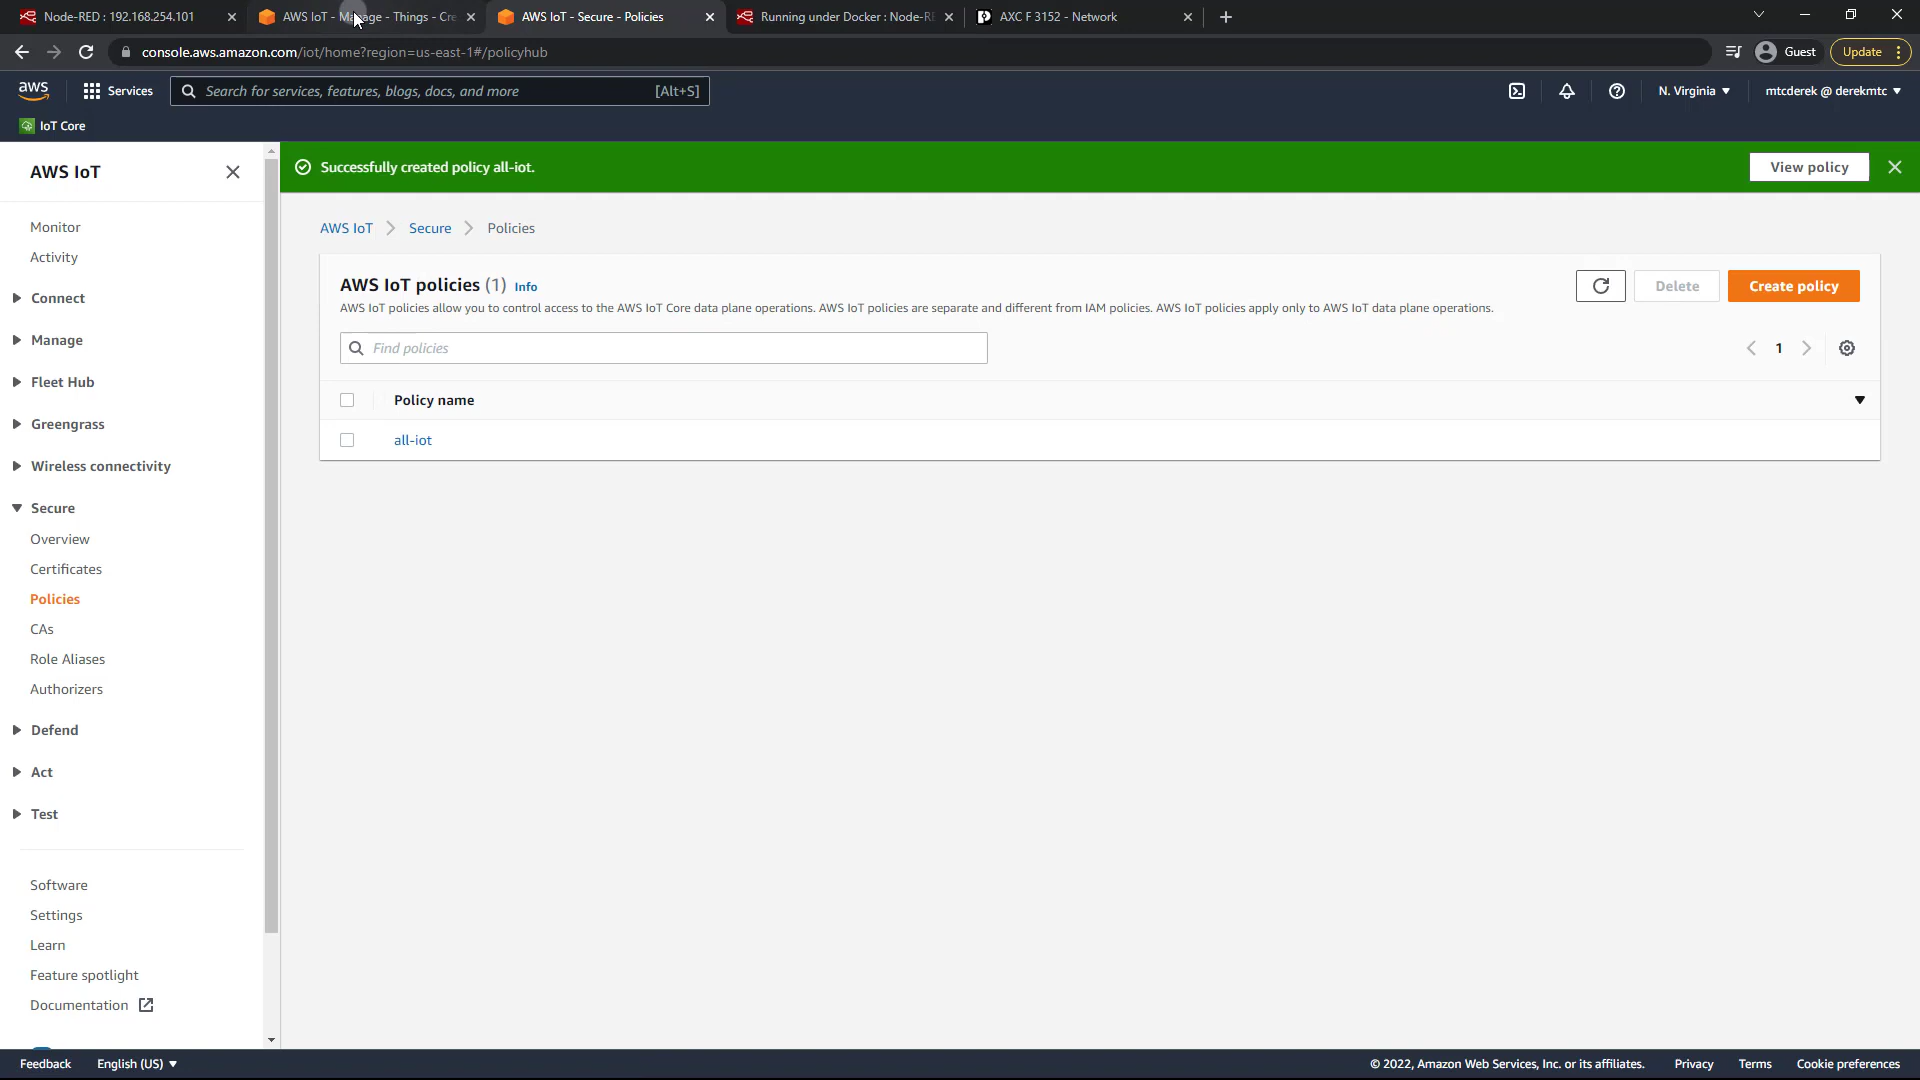 Node-RED : 192.168.254.101
AWS IoT - Manage - Things - Cre
AWS IoT - Secure - Policies
Running under Docker : Node-RE
AXC F 3152 - Network
console.aws.amazon.com/iot/home?region=us-east-1#/policyhub
Guest
Update
aws
Services
Search for services, features, blogs, docs, and more
[Alt+S]
N. Virginia
mtcderek @ derekmtc
IoT Core
AWS IoT
Monitor
Activity
Connect
Manage
Fleet Hub
Greengrass
Wireless connectivity
Secure
Overview
Certificates
Policies
CAs
Role Aliases
Authorizers
Defend
Act
Test
Software
Settings
Learn
Feature spotlight
Documentation
Successfully created policy all-iot.
View policy
AWS IoT
Secure
Policies
AWS IoT policies (1) Info
AWS IoT policies allow you to control access to the AWS IoT Core data plane operations. AWS IoT policies are separate and different from IAM policies. AWS IoT policies apply only to AWS IoT data plane operations.
Delete
Create policy
Find policies
1
Policy name
all-iot
Feedback
English (US)
© 2022, Amazon Web Services, Inc. or its affiliates.
Privacy
Terms
Cookie preferences